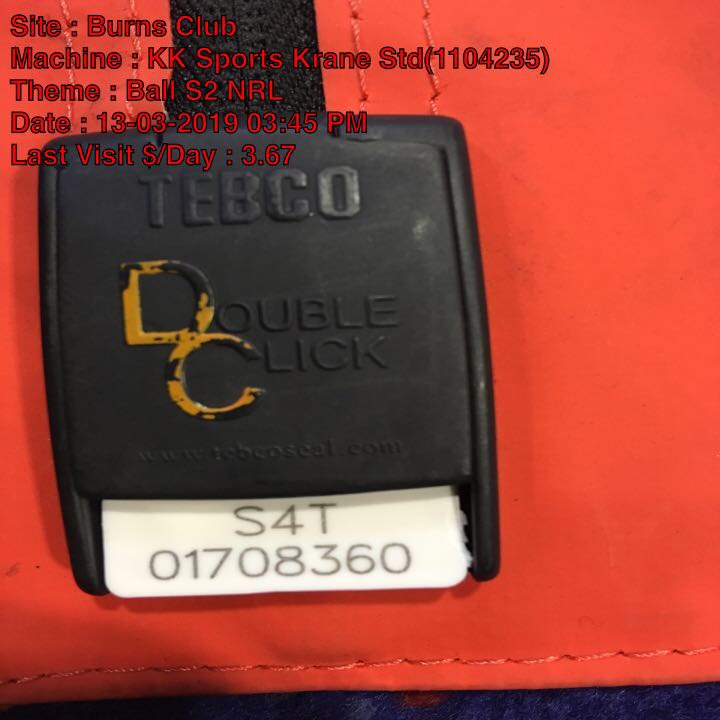 Site : Burns Club
Machine : KK Sports Krane Std(1104235)
Theme : Ball S2 NRL
Date : 13-03-2019 03:45 PM
Last Visit $/Day : 3.67
TEBCO
DOUBLE
CLICK
www.tebcoseal.com
S4T
01708360